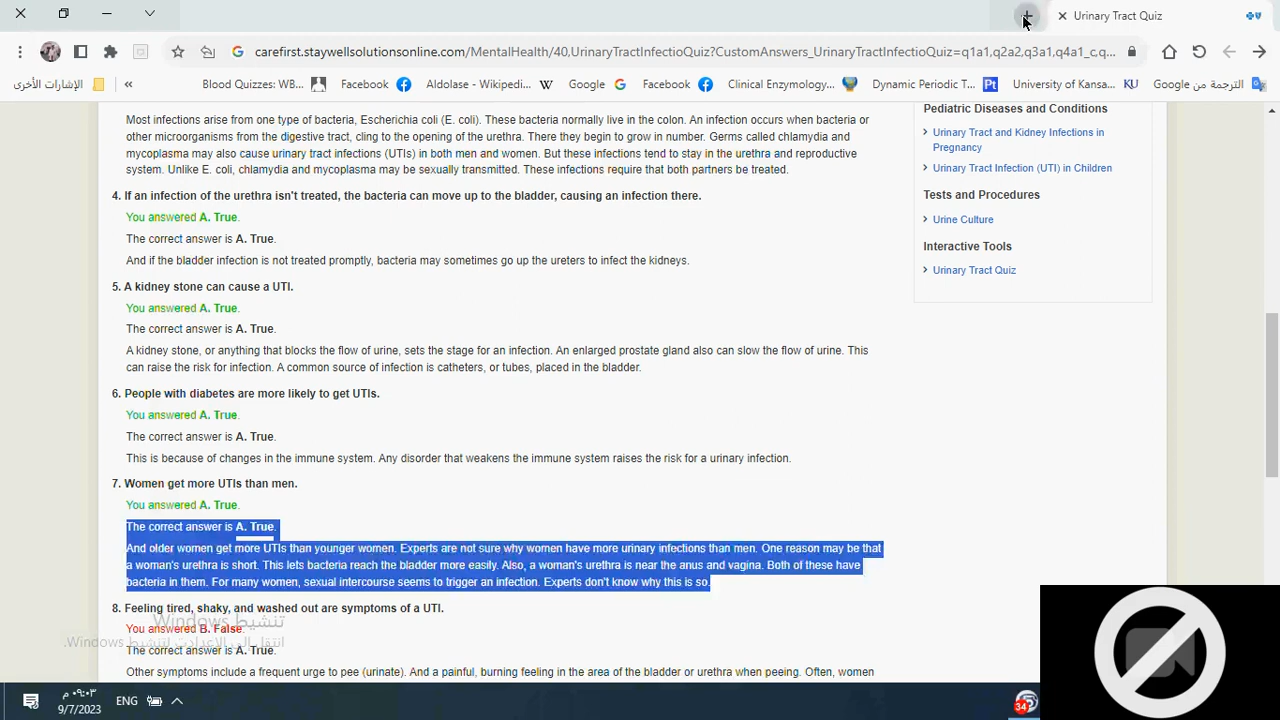 Urinary Tract Quiz
carefirst.staywellsolutionsonline.com/MentalHealth/40,UrinaryTractInfectioQuiz?CustomAnswers_UrinaryTractInfectioQuiz=q1a1,q2a2,q3a1,q4a1_c,q...
الإشارات الأخرى
«
Blood Quizzes: WB...
Facebook
Aldolase - Wikipedi...
Google
Facebook
Clinical Enzymology...
Dynamic Periodic T...
University of Kansa...
الترجمة من Google
Most infections arise from one type of bacteria, Escherichia coli (E. coli). These bacteria normally live in the colon. An infection occurs when bacteria or
other microorganisms from the digestive tract, cling to the opening of the urethra. There they begin to grow in number. Germs called chlamydia and
mycoplasma may also cause urinary tract infections (UTIs) in both men and women. But these infections tend to stay in the urethra and reproductive
system. Unlike E. coli, chlamydia and mycoplasma may be sexually transmitted. These infections require that both partners be treated.
4. If an infection of the urethra isn't treated, the bacteria can move up to the bladder, causing an infection there.
You answered A. True.
The correct answer is A. True.
And if the bladder infection is not treated promptly, bacteria may sometimes go up the ureters to infect the kidneys.
5. A kidney stone can cause a UTI.
You answered A. True.
The correct answer is A. True.
A kidney stone, or anything that blocks the flow of urine, sets the stage for an infection. An enlarged prostate gland also can slow the flow of urine. This
can raise the risk for infection. A common source of infection is catheters, or tubes, placed in the bladder.
6. People with diabetes are more likely to get UTIs.
You answered A. True.
The correct answer is A. True.
This is because of changes in the immune system. Any disorder that weakens the immune system raises the risk for a urinary infection.
7. Women get more UTIs than men.
You answered A. True.
The correct answer is A. True.
And older women get more UTIs than younger women. Experts are not sure why women have more urinary infections than men. One reason may be that
a woman's urethra is short. This lets bacteria reach the bladder more easily. Also, a woman's urethra is near the anus and vagina. Both of these have
bacteria in them. For many women, sexual intercourse seems to trigger an infection. Experts don't know why this is so.
8. Feeling tired, shaky, and washed out are symptoms of a UTI.
You answered B. False.
The correct answer is A. True.
Other symptoms include a frequent urge to pee (urinate). And a painful, burning feeling in the area of the bladder or urethra when peeing. Often, women
Pediatric Diseases and Conditions
Urinary Tract and Kidney Infections in
Pregnancy
Urinary Tract Infection (UTI) in Children
Tests and Procedures
Urine Culture
Interactive Tools
Urinary Tract Quiz
تنشيط Windows
انتقل إلى الإعدادات لتنشيط Windows.
٠٩:٠٣ م
9/7/2023
ENG
34